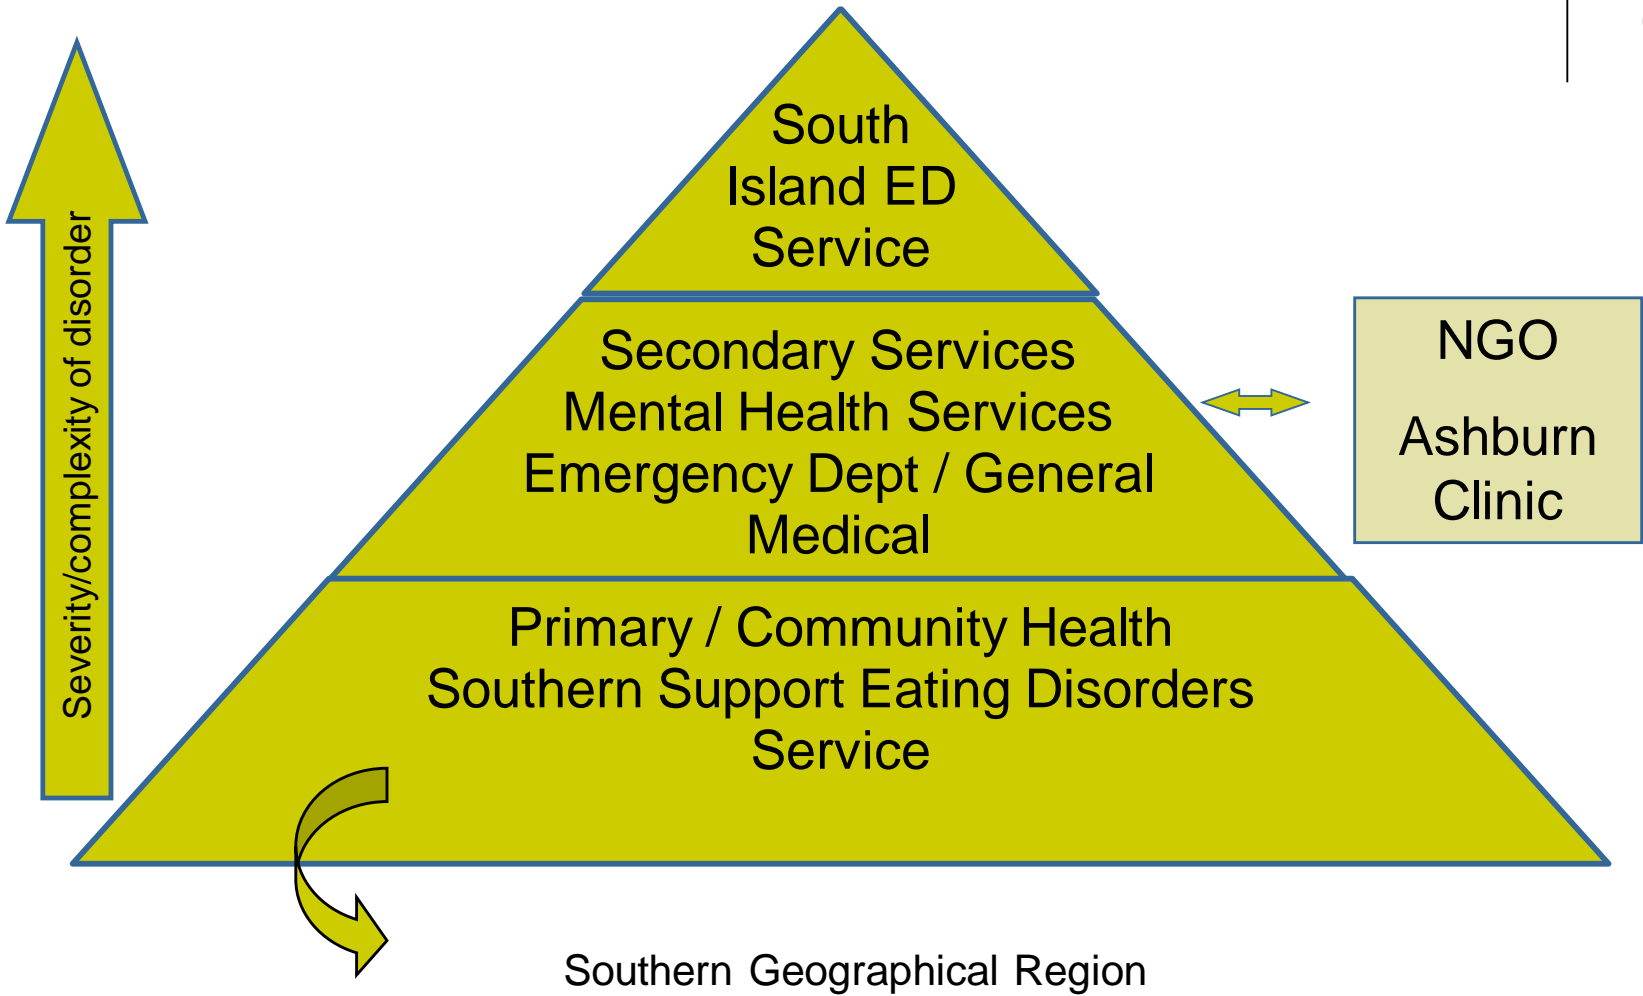 South
Island ED
Service
Severity/complexity of disorder
Secondary Services
Mental Health Services
Emergency Dept / General
Medical
NGO
Ashburn
Clinic
Primary / Community Health
Southern Support Eating Disorders
Service
Southern Geographical Region